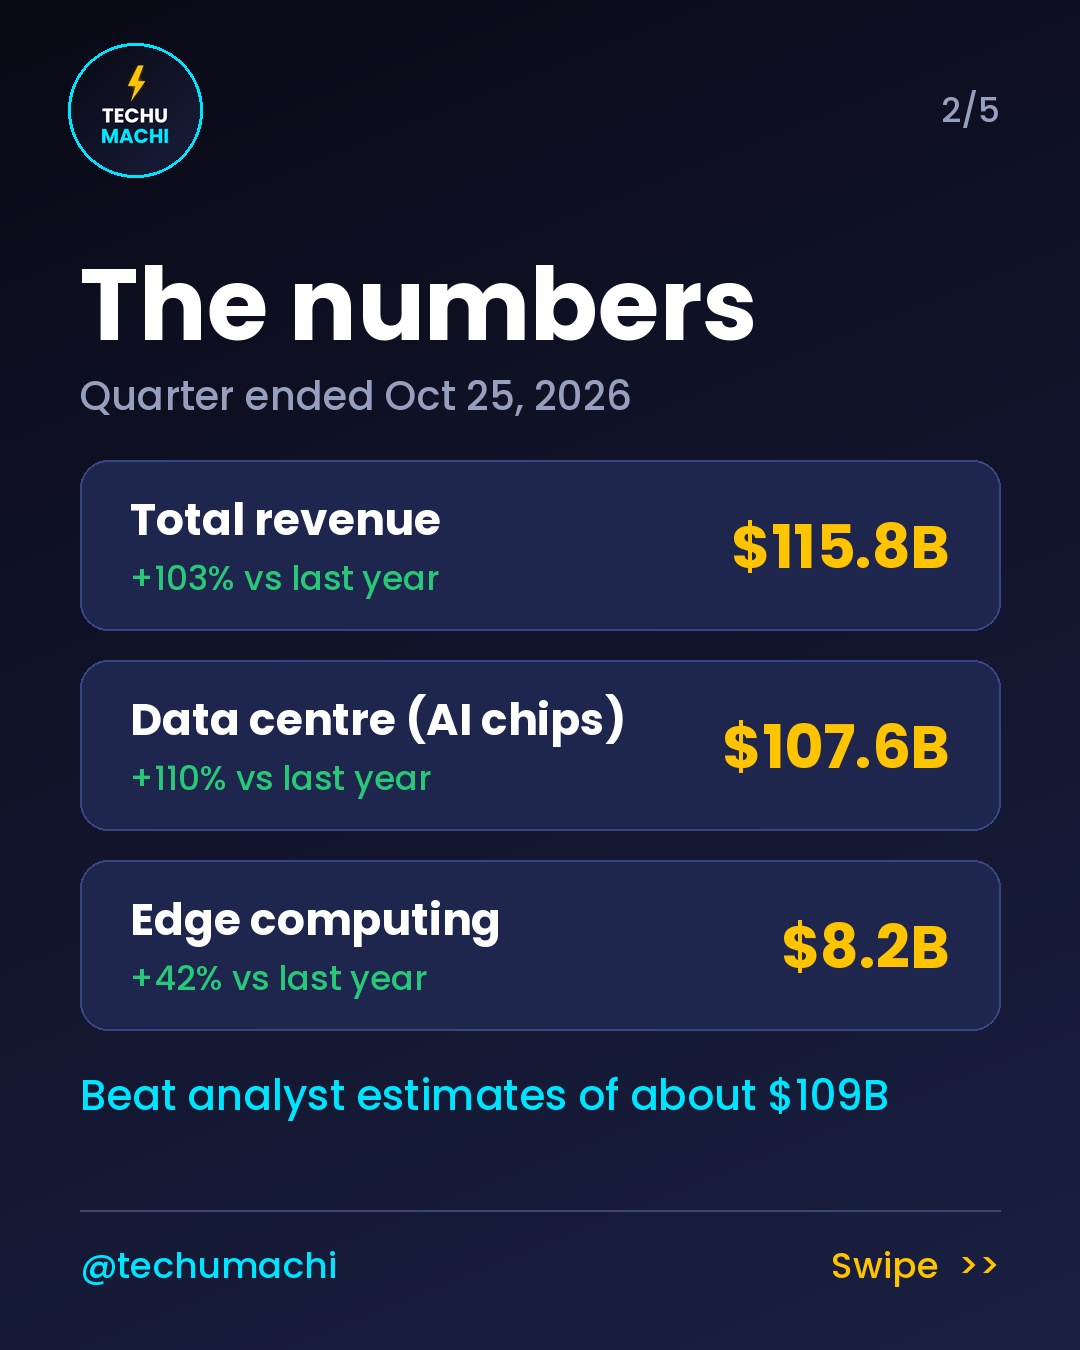 TECHU
MACHI
2/5
The numbers
Quarter ended Oct 25, 2026
Total revenue
+103% vs last year
$115.8B
Data centre (AI chips)
+110% vs last year
$107.6B
Edge computing
+42% vs last year
$8.2B
Beat analyst estimates of about $109B
@techumachi
Swipe >>